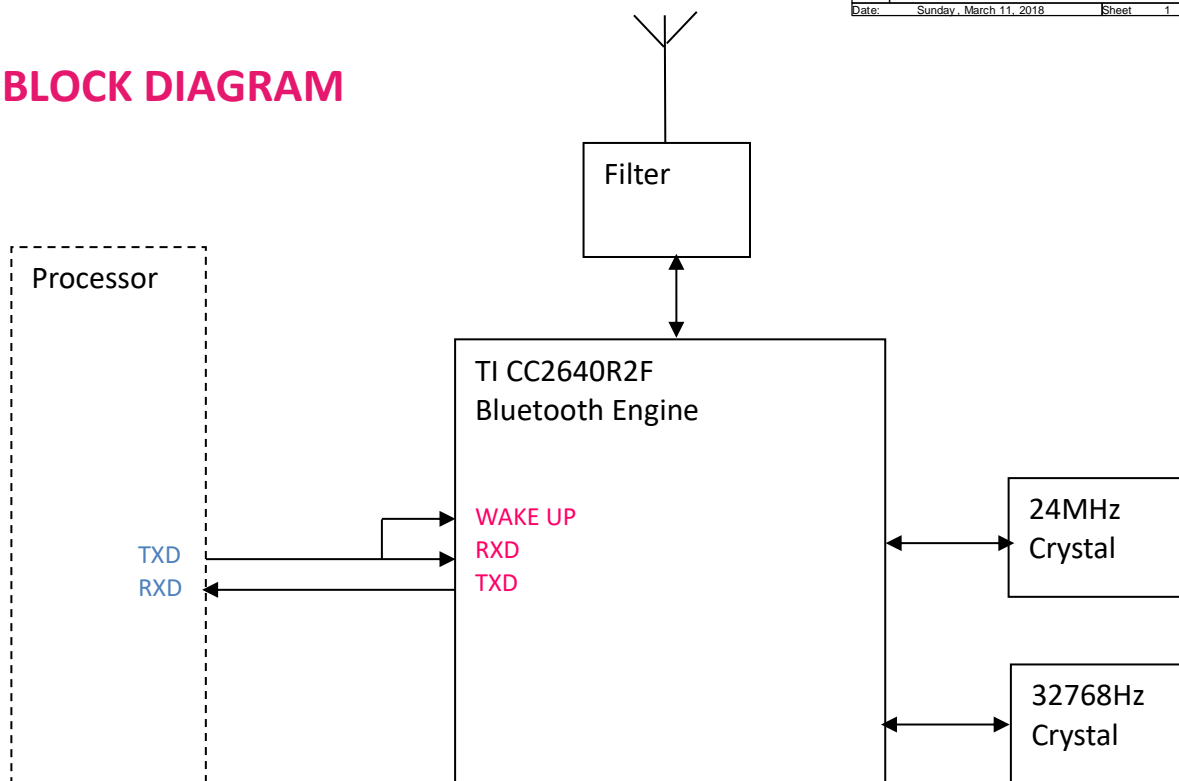 Date: Sunday, March 11, 2018 Sheet 1
BLOCK DIAGRAM
Filter
Processor
TI CC2640R2F
Bluetooth Engine
WAKE UP
RXD
TXD
TXD
RXD
24MHz
Crystal
32768Hz
Crystal